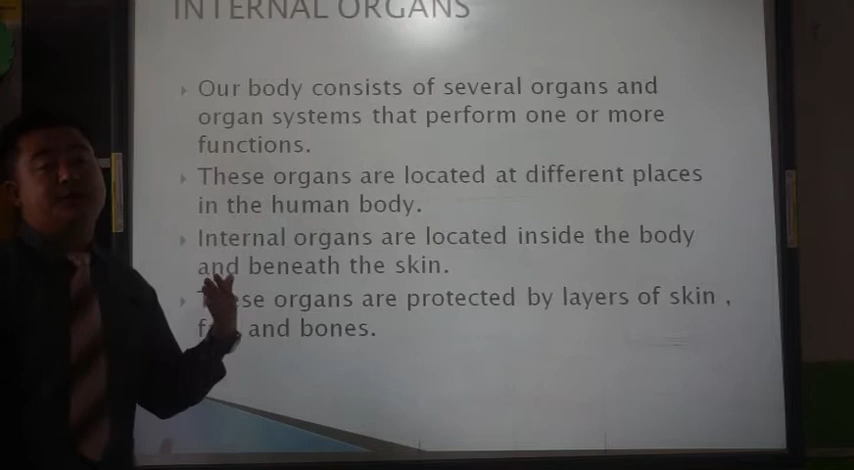 INTERNAL ORGANS
Our body consists of several organs and
organ systems that perform one or more
functions.
These organs are located at different places
in the human body.
Internal organs are located inside the body
and beneath the skin.
organs are protected by layers of skin ,
and bones.